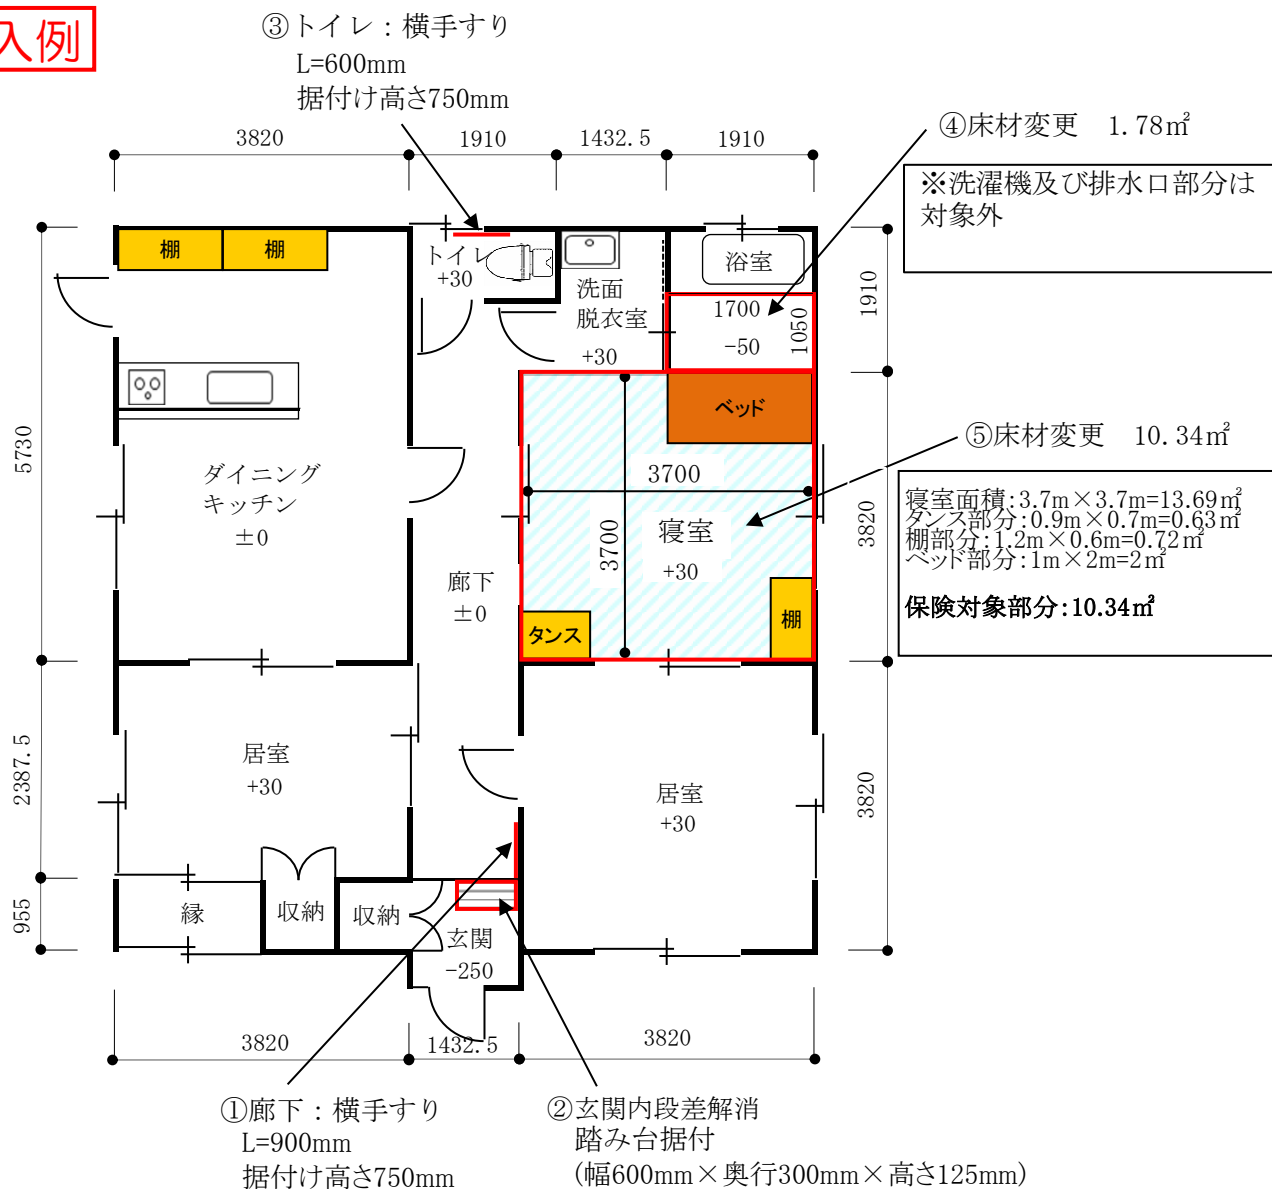 入例
③トイレ：横手すり
L=600mm
据付け高さ750mm
3820
1910
1432.5
1910
④床材変更　1.78㎡
※洗濯機及び排水口部分は
対象外
棚
棚
トイレ
+30
洗面
脱衣室
+30
浴室
1700
-50
1050
1910
ベッド
5730
ダイニング
キッチン
±0
3700
3700
寝室
+30
廊下
±0
タンス
棚
3820
⑤床材変更　10.34㎡
寝室面積:3.7m×3.7m=13.69㎡
タンス部分:0.9m×0.7m=0.63㎡
棚部分:1.2m×0.6m=0.72㎡
ベッド部分:1m×2m=2㎡
保険対象部分:10.34㎡
2387.5
居室
+30
居室
+30
3820
955
縁
収納
収納
玄関
-250
3820
1432.5
3820
①廊下：横手すり
L=900mm
据付け高さ750mm
②玄関内段差解消
踏み台据付
(幅600mm×奥行300mm×高さ125mm)